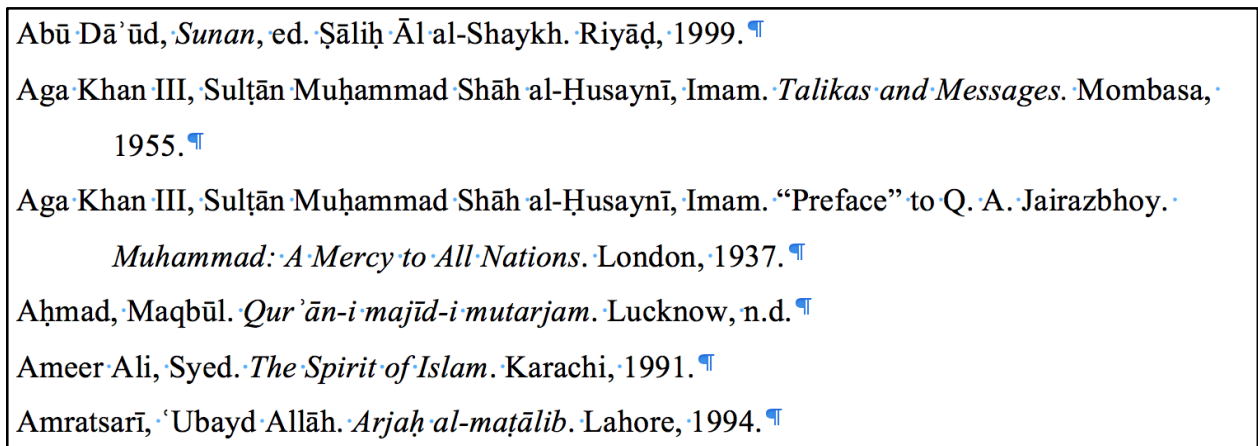 Abū Dāʾūd, Sunan, ed. Ṣāliḥ Āl al-Shaykh. Riyāḍ, 1999.¶
Aga Khan III, Sulṭān Muḥammad Shāh al-Ḥusaynī, Imam. Talikas and Messages. Mombasa,
1955.¶
Aga Khan III, Sulṭān Muḥammad Shāh al-Ḥusaynī, Imam. “Preface” to Q. A. Jairazbhoy.
Muhammad: A Mercy to All Nations. London, 1937.¶
Aḥmad, Maqbūl. Qurʾān-i majīd-i mutarjam. Lucknow, n.d.¶
Ameer Ali, Syed. The Spirit of Islam. Karachi, 1991.¶
Amratsarī, ʿUbayd Allāh. Arjaḥ al-maṭālib. Lahore, 1994.¶